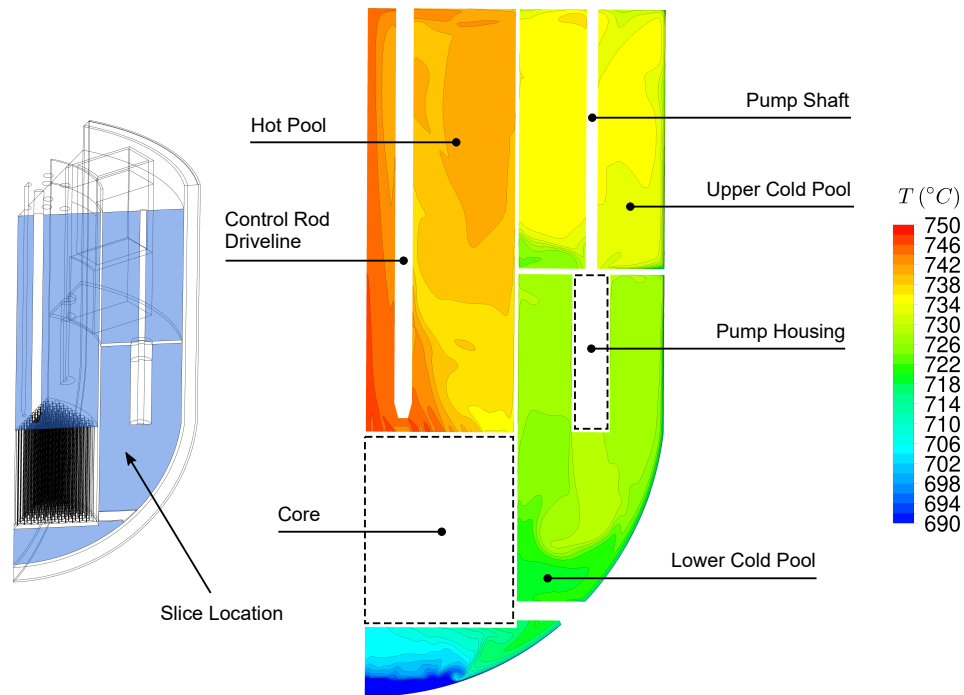 Hot Pool
Control Rod
Driveline
Core
Slice Location
Pump Shaft
Upper Cold Pool
Pump Housing
Lower Cold Pool
T (°C)
750
746
742
738
734
730
726
722
718
714
710
706
702
698
694
690